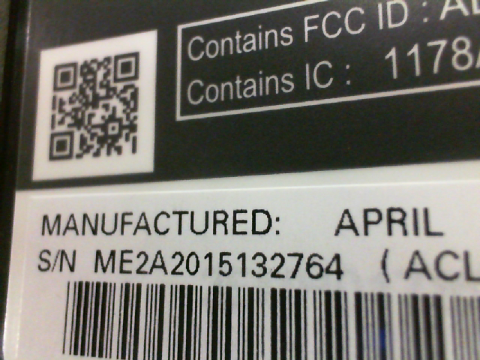 Contains FCC ID :
Contains IC : 1178
MANUFACTURED: APRIL
S/N ME2A2015132764 (ACL